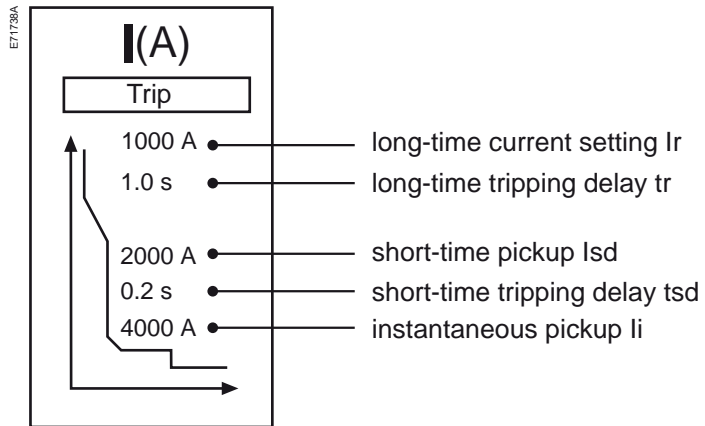 E71738A
I(A)
Trip
1000 A long-time current setting Ir
1.0 s long-time tripping delay tr
2000 A short-time pickup Isd
0.2 s short-time tripping delay tsd
4000 A instantaneous pickup Ii